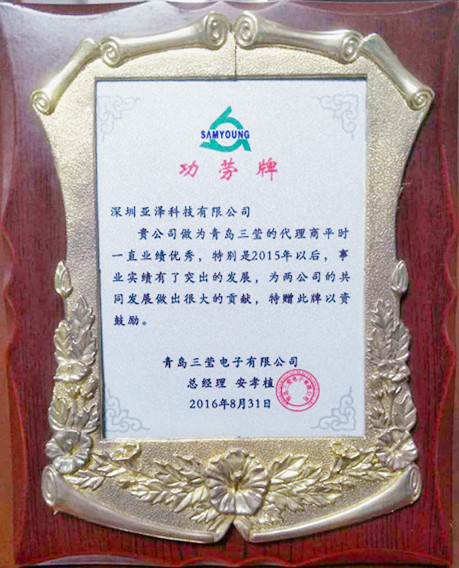 SAMYOUNG
功劳牌
深圳亚泽科技有限公司
贵公司做为青岛三莹的代理商平时
一直业绩优秀，特别是2015年以后，事
业实绩有了突出的发展，为两公司的共
同发展做出很大的贡献，特赠此牌以资
鼓励。
青岛三莹电子有限公司
总经理 安孝植
2016年8月31日